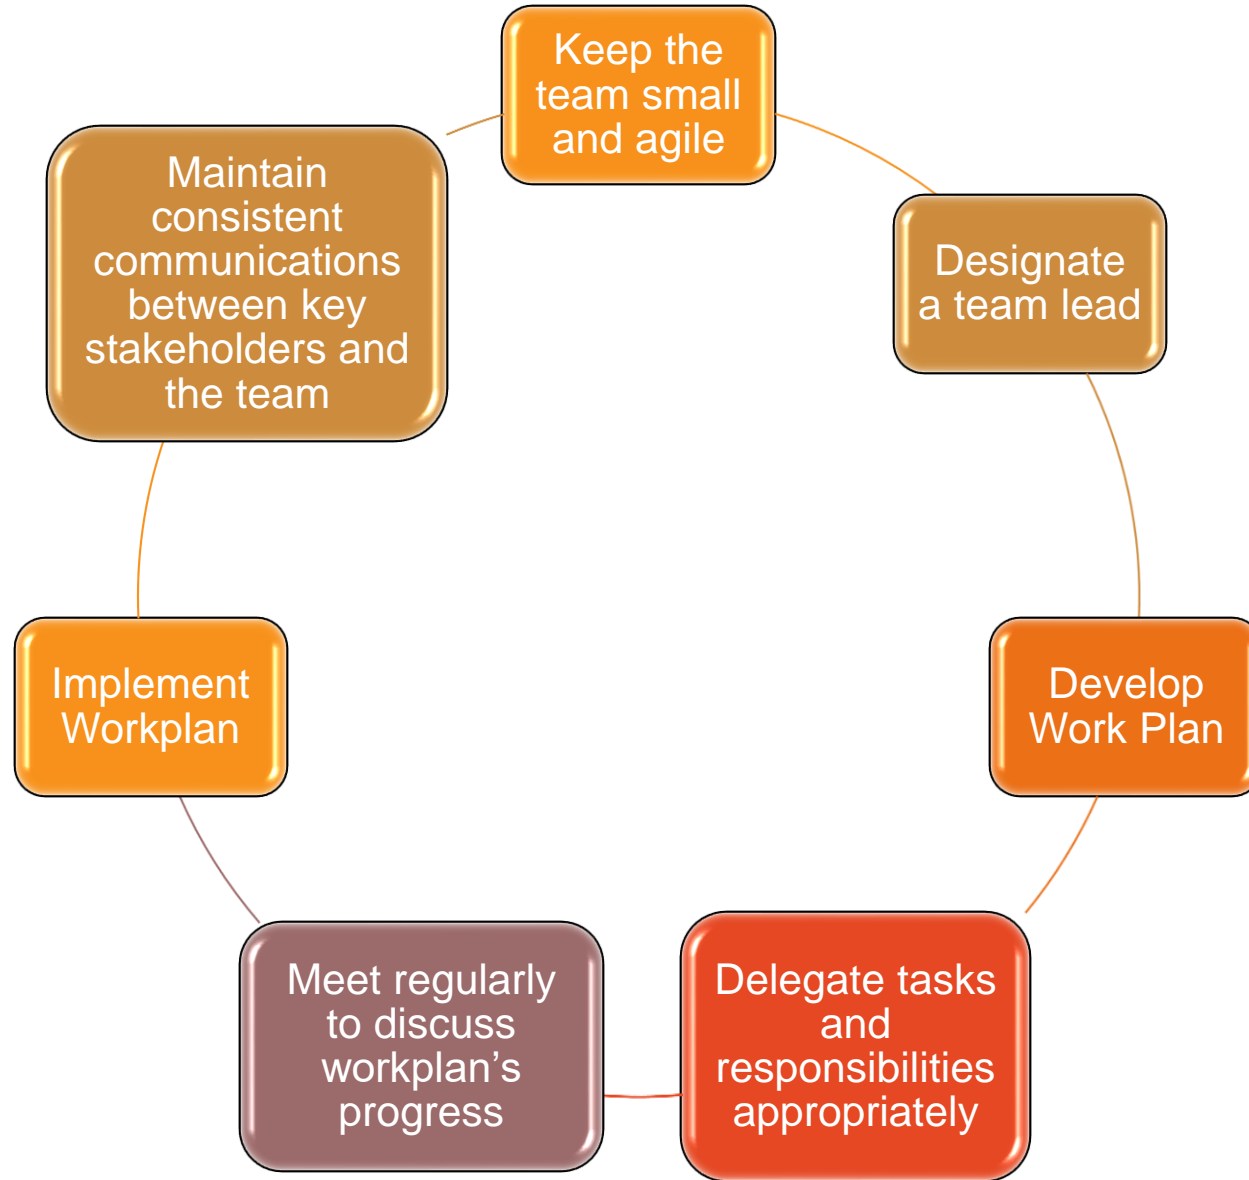 Keep the
team small
and agile
Designate
a team lead
Develop
Work Plan
Delegate tasks
and
responsibilities
appropriately
Meet regularly
to discuss
workplan’s
progress
Implement
Workplan
Maintain
consistent
communications
between key
stakeholders and
the team